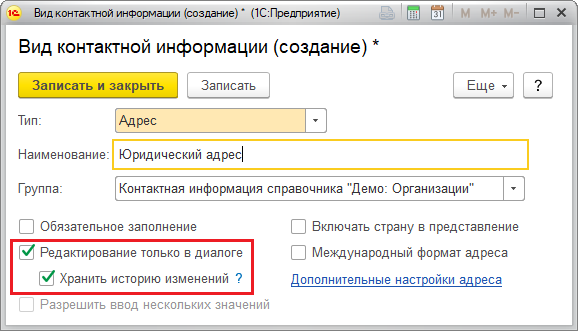 Вид контактной информации (создание) * (1С:Предприятие)
31 M M+ M-
Вид контактной информации (создание) *
Записать и закрыть Записать Еще ?
Тип: Адрес
Наименование: Юридический адрес
Группа: Контактная информация справочника "Демо: Организации"
Обязательное заполнение Включать страну в представление
Редактирование только в диалоге Международный формат адреса
Хранить историю изменений ? Дополнительные настройки адреса
Разрешить ввод нескольких значений